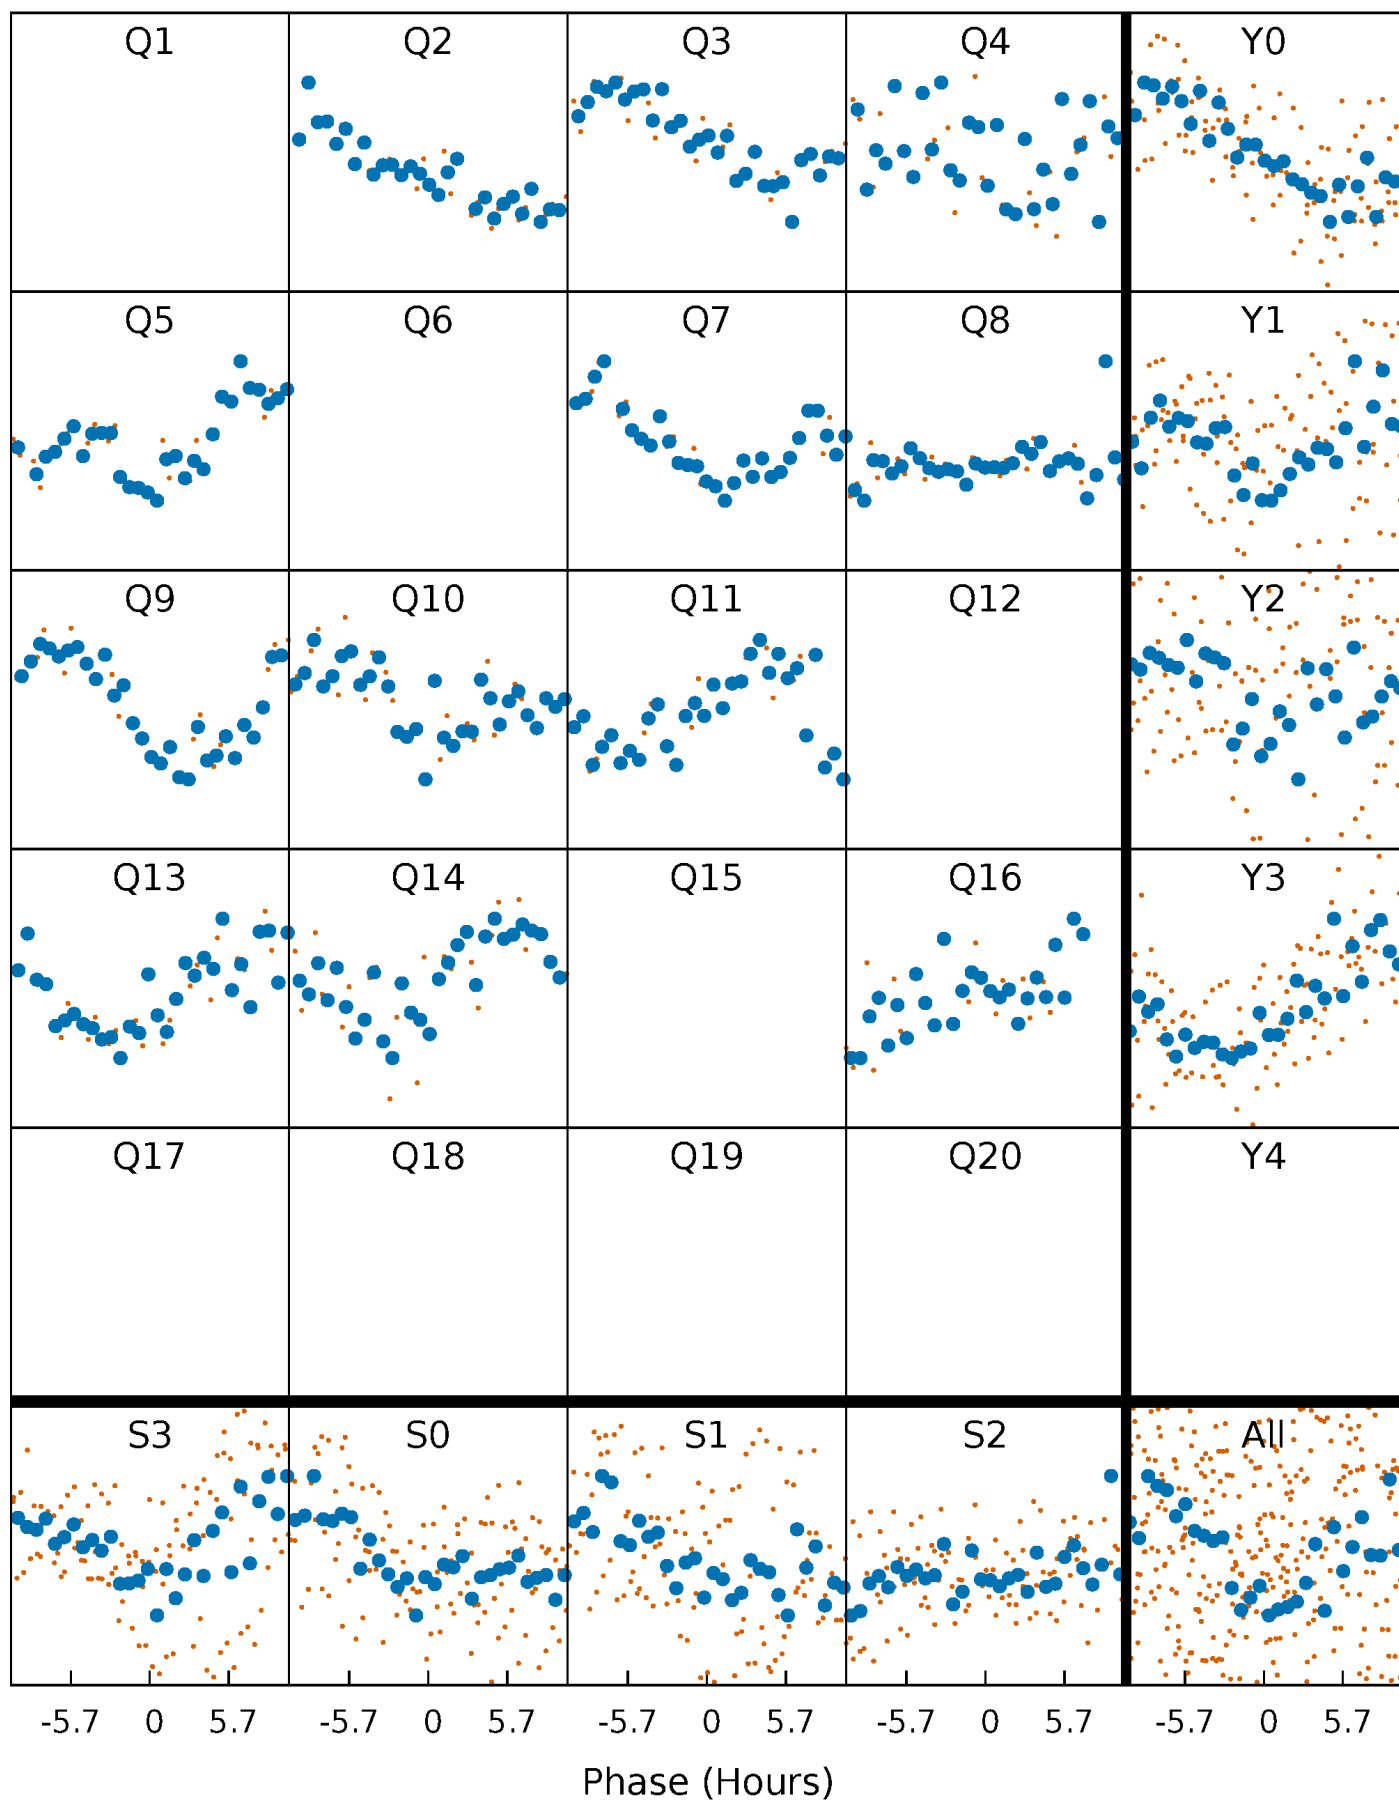 Q1 Q2 Q3 Q4 Y0
Q5 Q6 Q7 Q8 Y1
Q9 Q10 Q11 Q12 Y2
Q13 Q14 Q15 Q16 Y3
Q17 Q18 Q19 Q20 Y4
S3 S0 S1 S2 All
-5.7 0 5.7 -5.7 0 5.7 -5.7 0 5.7 -5.7 0 5.7 -5.7 0 5.7
Phase (Hours)